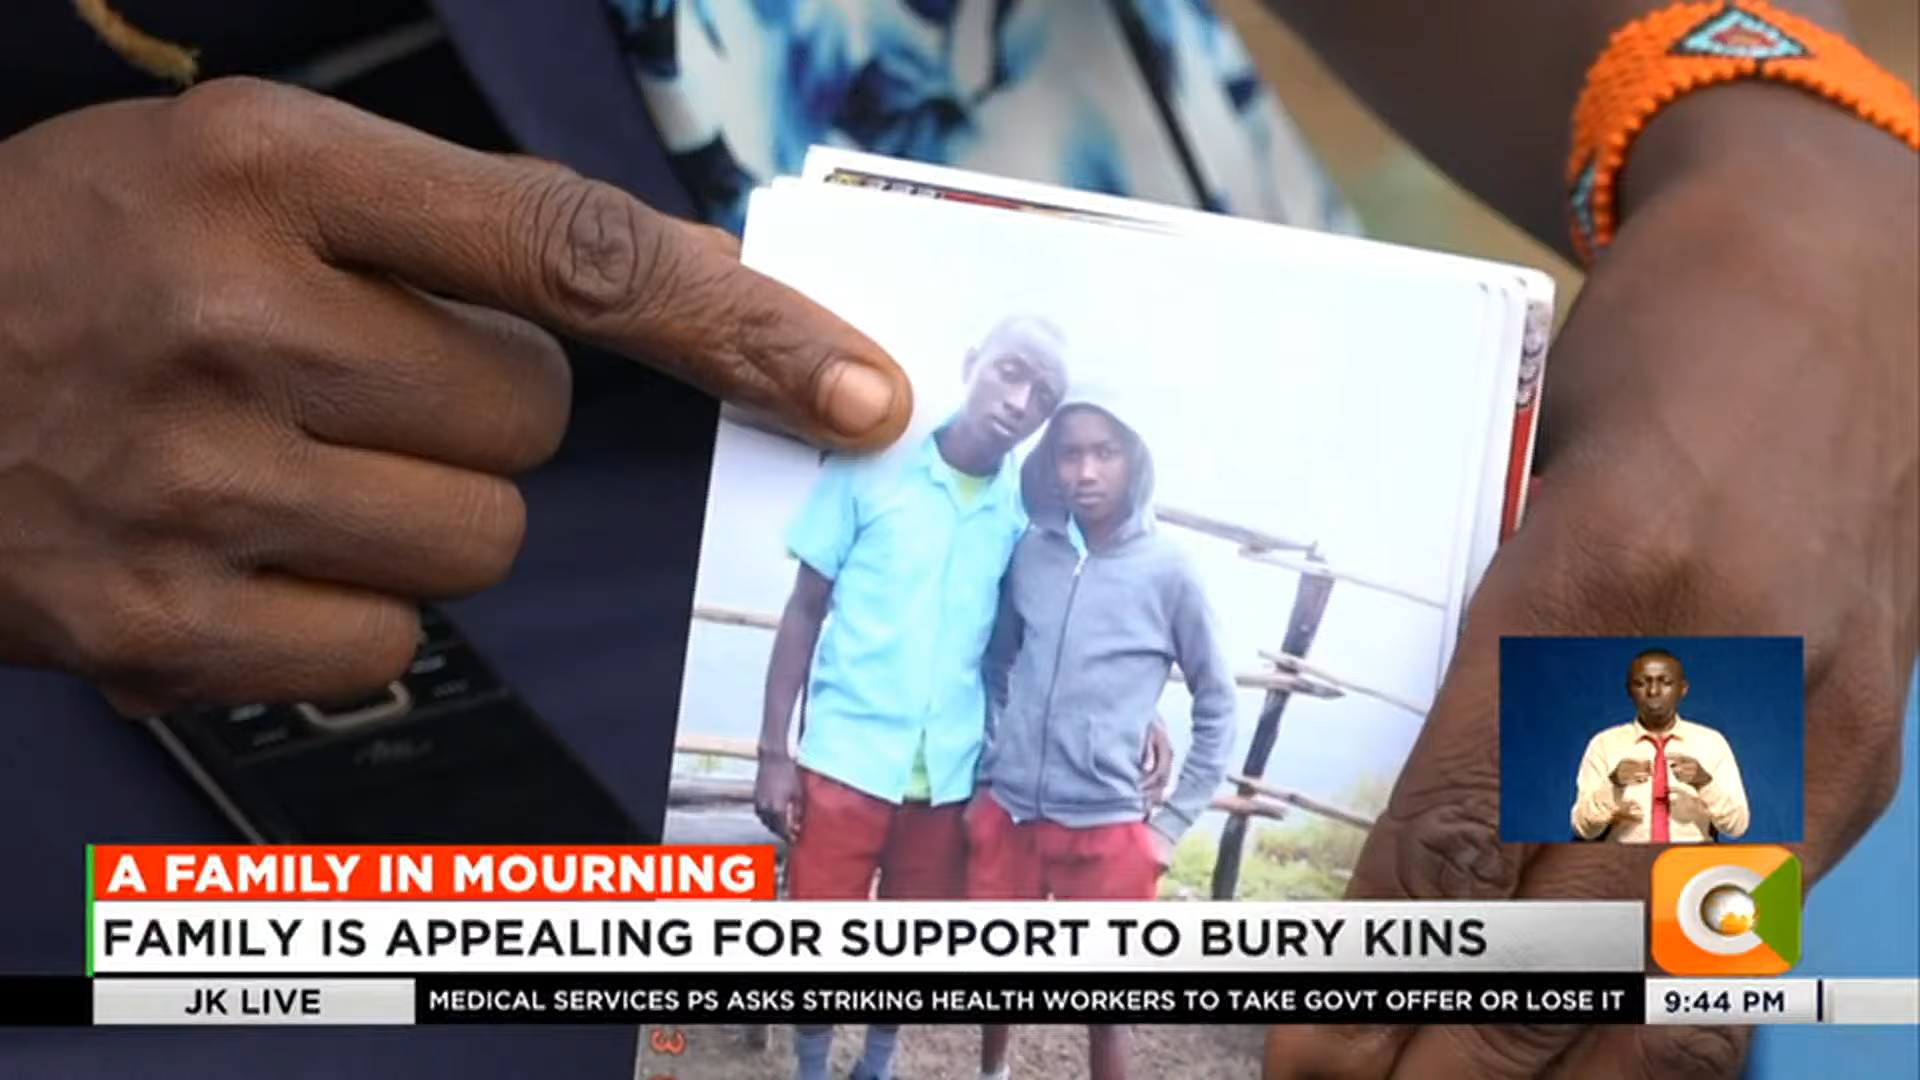 A FAMILY IN MOURNING
FAMILY IS APPEALING FOR SUPPORT TO BURY KINS
JK LIVE
MEDICAL SERVICES PS ASKS STRIKING HEALTH WORKERS TO TAKE GOVT OFFER OR LOSE IT
9:44 PM
3